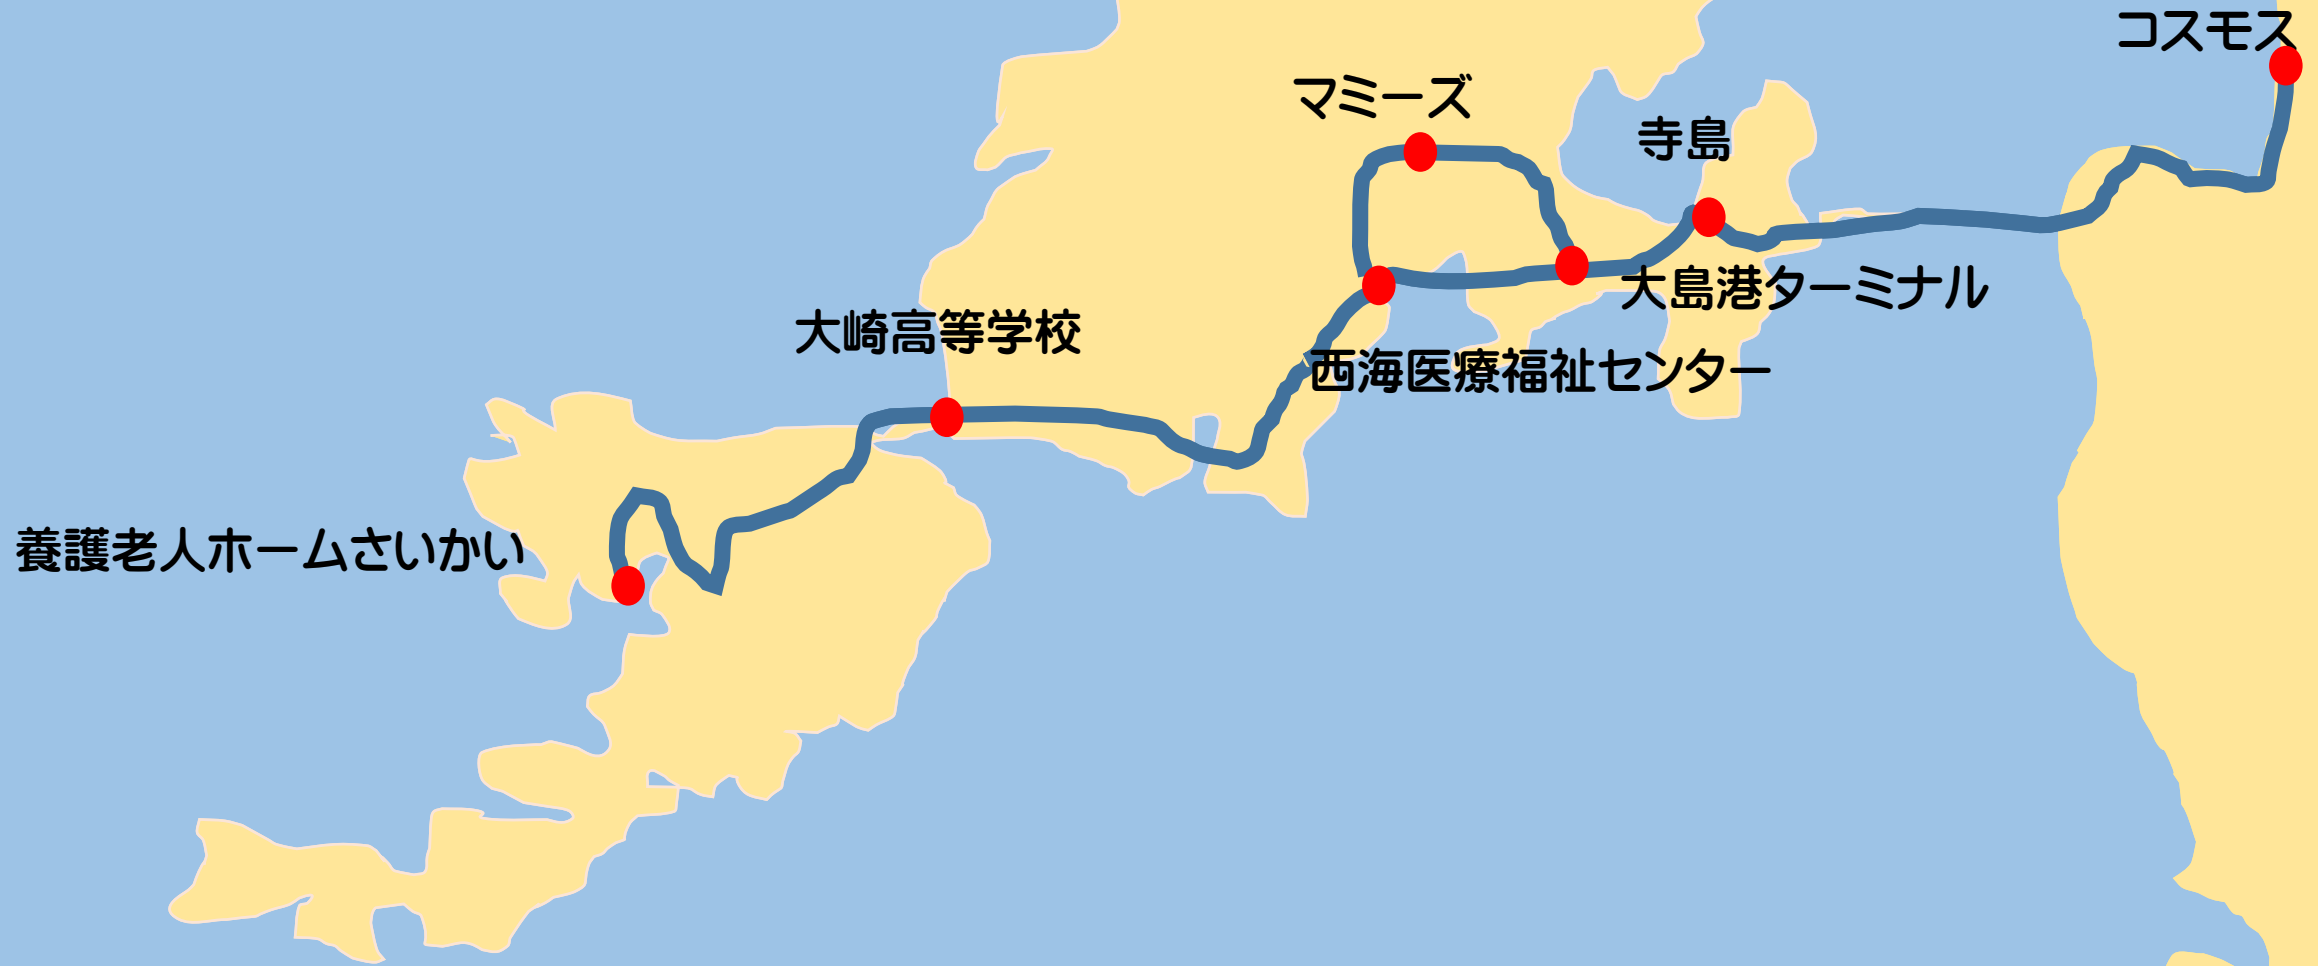 コスモス
マミーズ
寺島
大島港ターミナル
大崎高等学校
西海医療福祉センター
養護老人ホームさいかい